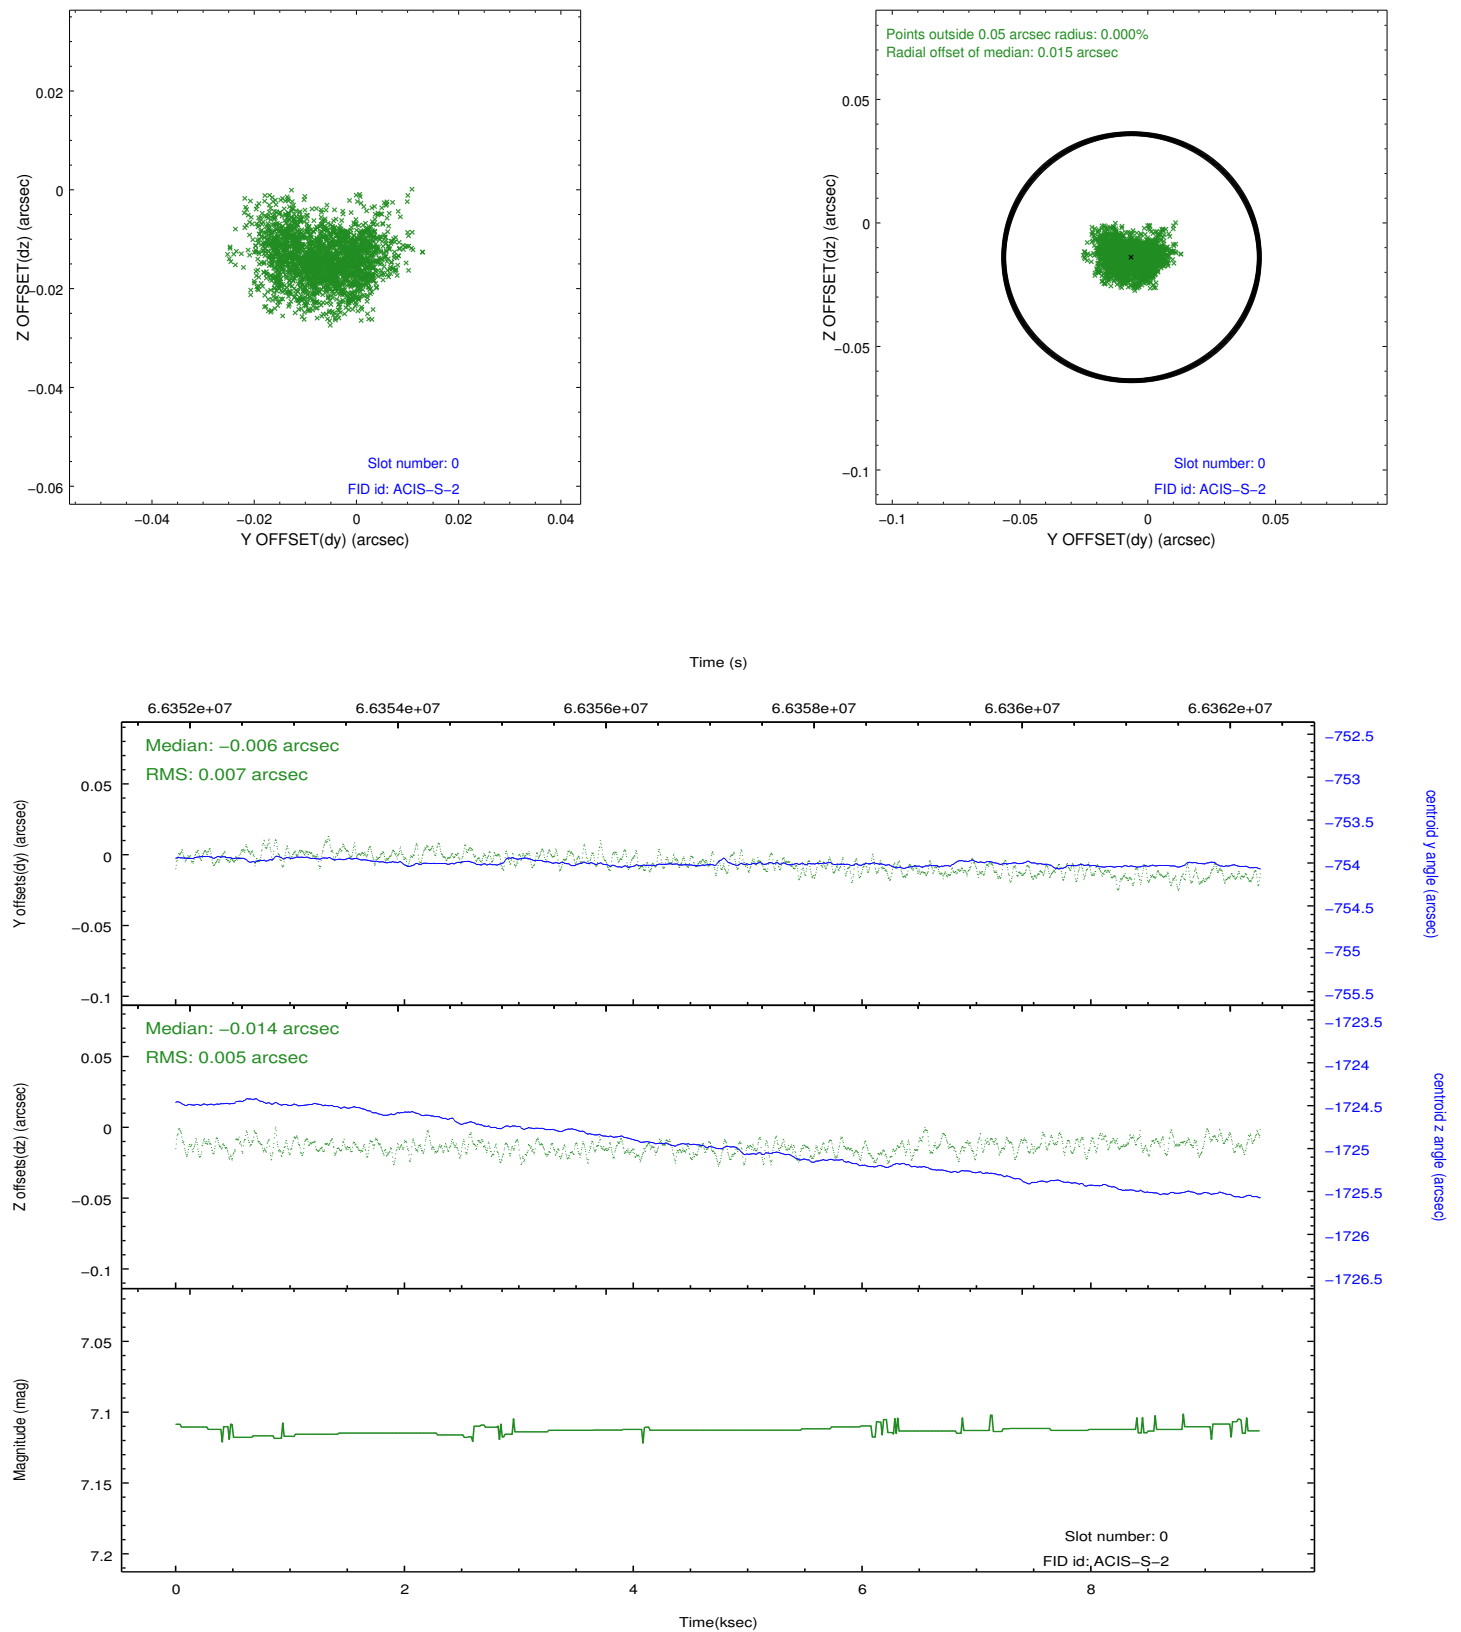 0.02
0
−0.02
−0.04
−0.06
Z OFFSET(dz) (arcsec)
Slot number: 0
FID id: ACIS−S−2
−0.04
−0.02
0
0.02
0.04
Y OFFSET(dy) (arcsec)
Points outside 0.05 arcsec radius: 0.000%
Radial offset of median: 0.015 arcsec
0.05
0
−0.05
−0.1
Z OFFSET(dz) (arcsec)
Slot number: 0
FID id: ACIS−S−2
−0.1
−0.05
0
0.05
Y OFFSET(dy) (arcsec)
Time (s)
6.6352e+07
6.6354e+07
6.6356e+07
6.6358e+07
6.636e+07
6.6362e+07
Median: −0.006 arcsec
RMS: 0.007 arcsec
0.05
0
−0.05
−0.1
Y offsets(dy) (arcsec)
−752.5
−753
−753.5
−754
−754.5
−755
−755.5
centroid y angle (arcsec)
Median: −0.014 arcsec
RMS: 0.005 arcsec
0.05
0
−0.05
−0.1
Z offsets(dz) (arcsec)
−1723.5
−1724
−1724.5
−1725
−1725.5
−1726
−1726.5
centroid z angle (arcsec)
7.05
7.1
7.15
7.2
Magnitude (mag)
Slot number: 0
FID id: ACIS−S−2
0
2
4
6
8
Time(ksec)